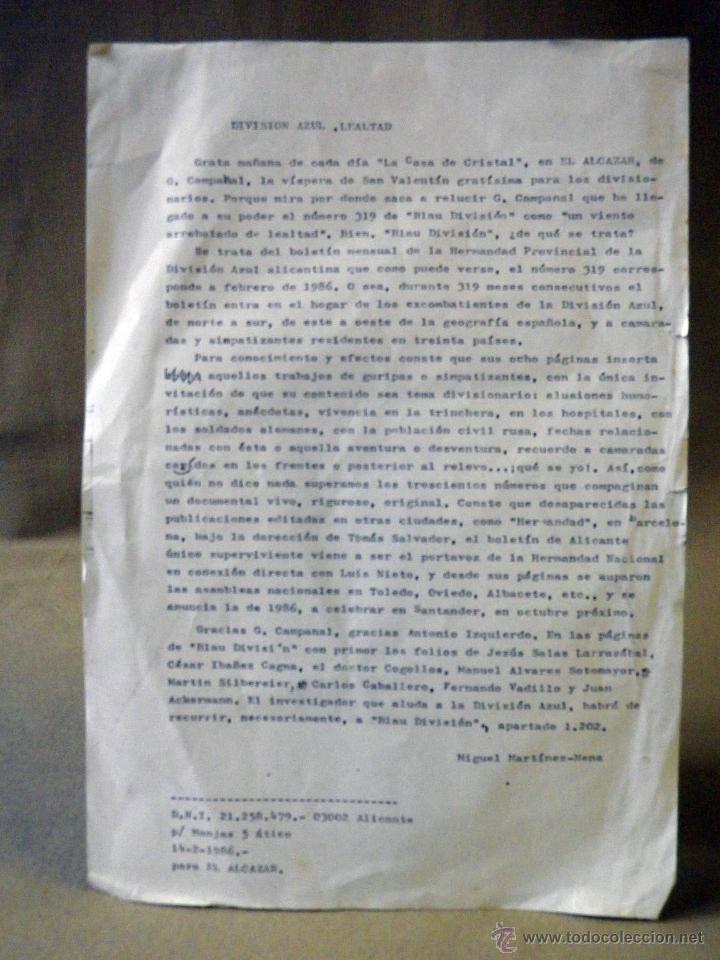 DIVISION AZUL ,LEALTAD
Grata mañana de cada día "La Casa de Cristal", en EL ALCAZAR, de
G. Campanal, la víspera de San Valentín gratísima para los divisio-
narios. Porque mira por donde saca a relucir G. Campanal que ha lle-
gado a su poder el número 319 de "Blau División" como "un viento
arrebatado de lealtad". Bien. "Blau División", ¿de qué se trata?
Se trata del boletín mensual de la Hermandad Provincial de la
División Azul alicantina que como puede verse, el número 319 corres-
ponde a febrero de 1986. O sea, durante 319 meses consecutivos el
boletín entra en el hogar de los excombatientes de la División Azul,
de norte a sur, de este a oeste de la geografía española, y a camara-
das y simpatizantes residentes en treinta países.
Para conocimiento y efectos conste que sus ocho páginas inserta
aquellos trabajos de guripas o simpatizantes, con la única in-
vitación de que su contenido sea tema divisionario: alusiones humo-
rísticas, anécdotas, vivencia en la trinchera, en los hospitales, con
los soldados alemanes, con la población civil rusa, fechas relacio-
nadas con ésta o aquella aventura o desventura, recuerdo a camaradas
caídos en los frentes o posterior al relevo...¡qué se yo!. Así,como
quién no dice nada superamos los trescientos números que compaginan
un documental vivo, riguroso, original. Conste que desaparecidas las
publicaciones editadas en otras ciudades, como "Hermandad", en Barcelo-
na, bajo la dirección de Tomás Salvador, el boletín de Alicante
único superviviente viene a ser el portavoz de la Hermandad Nacional
en conexión directa con Luis Nieto, y desde sus páginas se auparon
las asambleas nacionales en Toledo, Oviedo, Albacete, etc., y se
anuncia la de 1986, a celebrar en Santander, en octubre próximo.
Gracias G. Campanal, gracias Antonio Izquierdo. En las páginas
de "Blau Divisi'n" con primor los folios de Jesús Salas Larrazábal,
César Ibañez Cagna, el doctor Cogollos, Manuel Alvares Sotomayor,
Martin Silbereier, Carlos Caballero, Fernando Vadillo y Juan
Ackermann. El investigador que aluda a la División Azul, habrá de
recurrir, necesariamente, a "Blau División", apartado 1.202.
Miguel Martínez-Mena
D.N.I. 21.258.479.- 03002 Alicante
p/ Monjas 5 ático
14-2-1986.-
para EL ALCAZAR.
todocoleccion
© www.todocoleccion.net